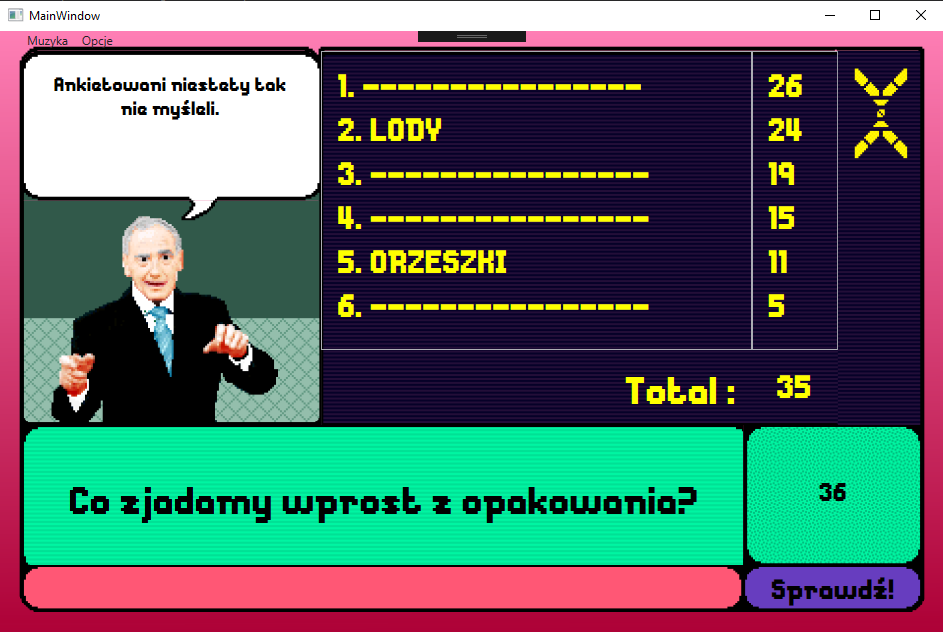 MainWindow
Muzyka Opcje
Ankietowani niestety tak
nie myśleli.
1. ---------------- 26
2. LODY 24
3. ---------------- 19
4. ---------------- 15
5. ORZESZKI 11
6. ---------------- 5
Total : 35
Co zjadamy wprost z opakowania?
36
Sprawdź!